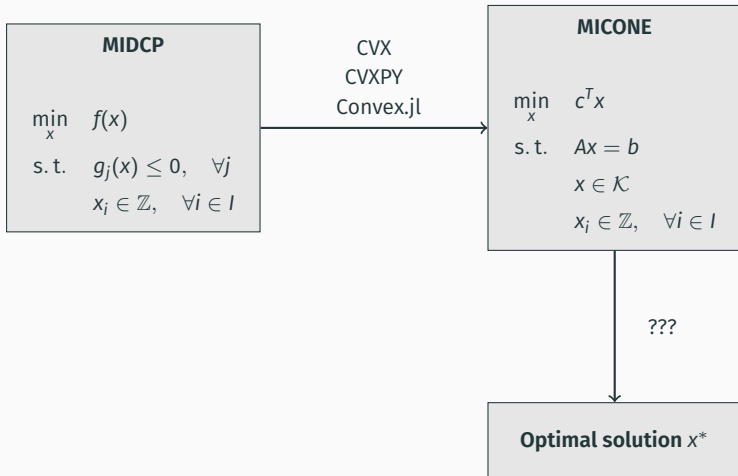 MIDCP
min f(x)
x
s. t. g_j(x) ≤ 0, ∀j
x_i ∈ ℤ, ∀i ∈ I
CVX
CVXPY
Convex.jl
MICONE
min c^T x
x
s. t. Ax = b
x ∈ 𝒦
x_i ∈ ℤ, ∀i ∈ I
???
Optimal solution x*